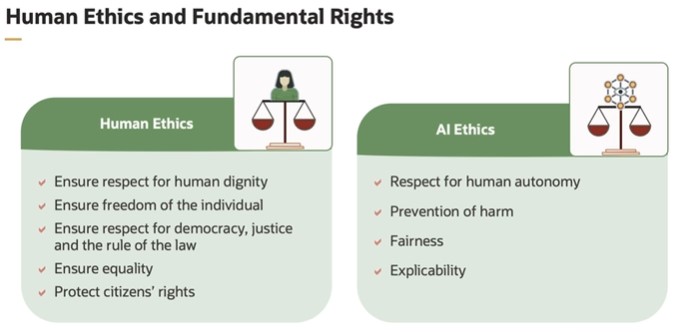 Human Ethics and Fundamental Rights
Human Ethics
Ensure respect for human dignity
Ensure freedom of the individual
Ensure respect for democracy, justice
and the rule of the law
Ensure equality
Protect citizens' rights
AI Ethics
Respect for human autonomy
Prevention of harm
Fairness
Explicability